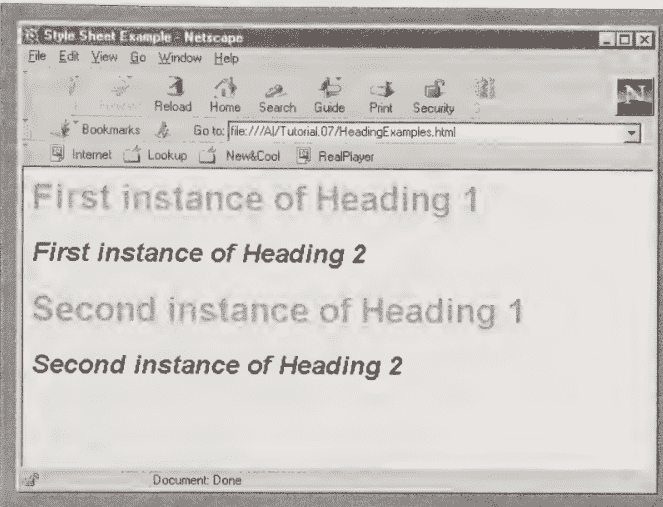 Style Sheet Example - Netscape
File Edit View Go Window Help
Reload Home Search Guide Print Security
N
Bookmarks Go to: file:///A|/Tutorial.07/HeadingExamples.html
Internet Lookup New&Cool RealPlayer
First instance of Heading 1
First instance of Heading 2
Second instance of Heading 1
Second instance of Heading 2
Document: Done